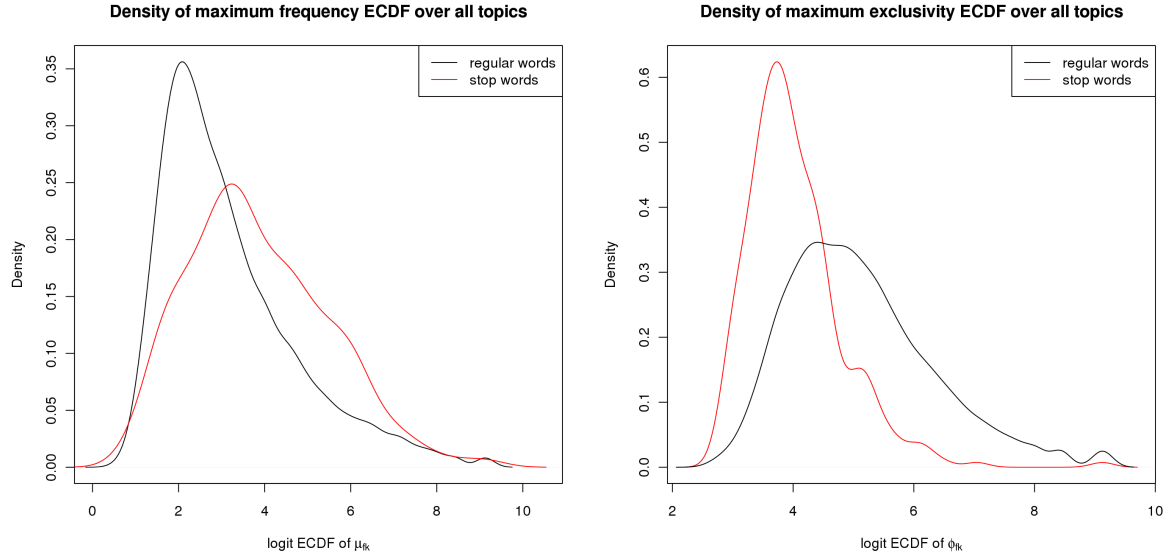 Density of maximum frequency ECDF over all topics
regular words
stop words
Density
0.00
0.05
0.10
0.15
0.20
0.25
0.30
0.35
0
2
4
6
8
10
logit ECDF of μfk
Density of maximum exclusivity ECDF over all topics
regular words
stop words
Density
0.0
0.1
0.2
0.3
0.4
0.5
0.6
2
4
6
8
10
logit ECDF of ϕfk